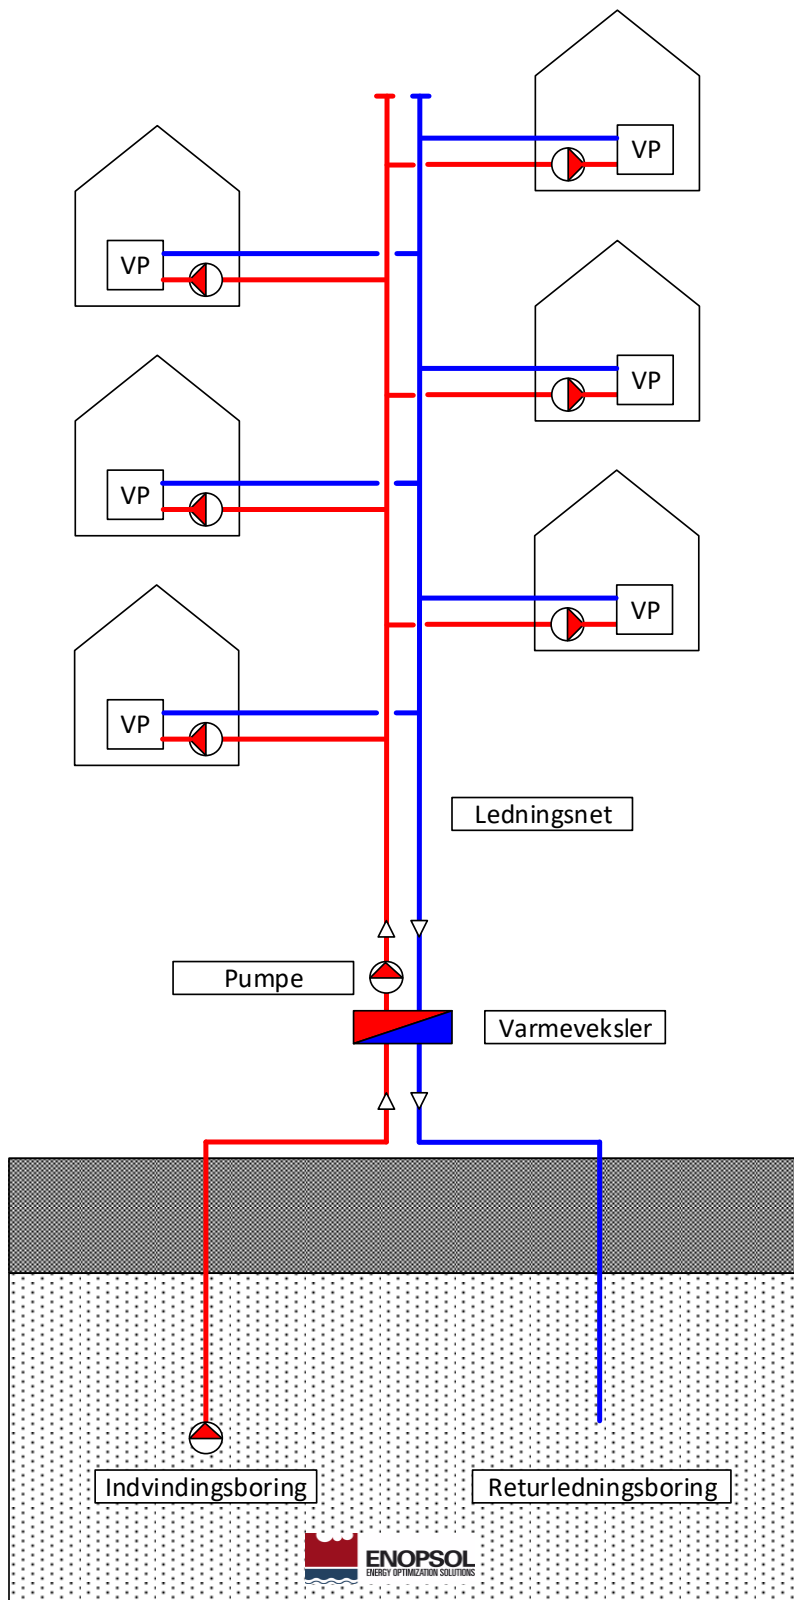 VP
VP
VP
VP
VP
VP
Ledningsnet
Pumpe
Varmeveksler
Indvindingsboring
Returledningsboring
ENOPSOL
ENERGY OPTIMIZATION SOLUTIONS